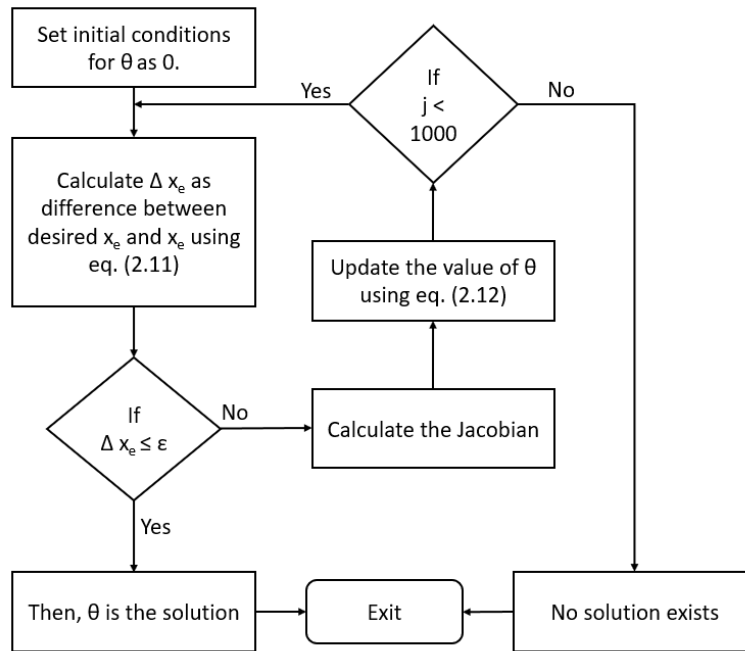 Set initial conditions
for θ as 0.
Yes
If
j <
1000
No
Calculate Δ xₑ as
difference between
desired xₑ and xₑ using
eq. (2.11)
Update the value of θ
using eq. (2.12)
If
Δ xₑ ≤ ε
No
Calculate the Jacobian
Yes
Then, θ is the solution
Exit
No solution exists